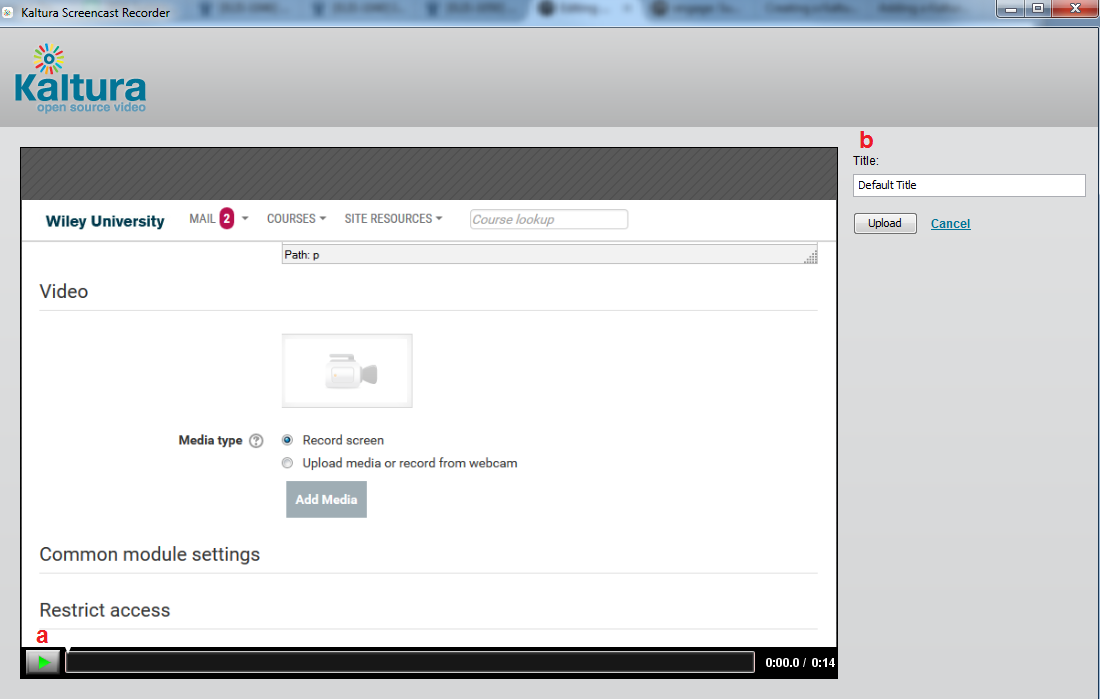 Kaltura Screencast Recorder
Kaltura
open source video
b
Title:
Default Title
Upload Cancel
Wiley University MAIL 2 COURSES SITE RESOURCES Course lookup
Path: p
Video
Media type ? Record screen
Upload media or record from webcam
Add Media
Common module settings
Restrict access
a
0:00.0 / 0:14